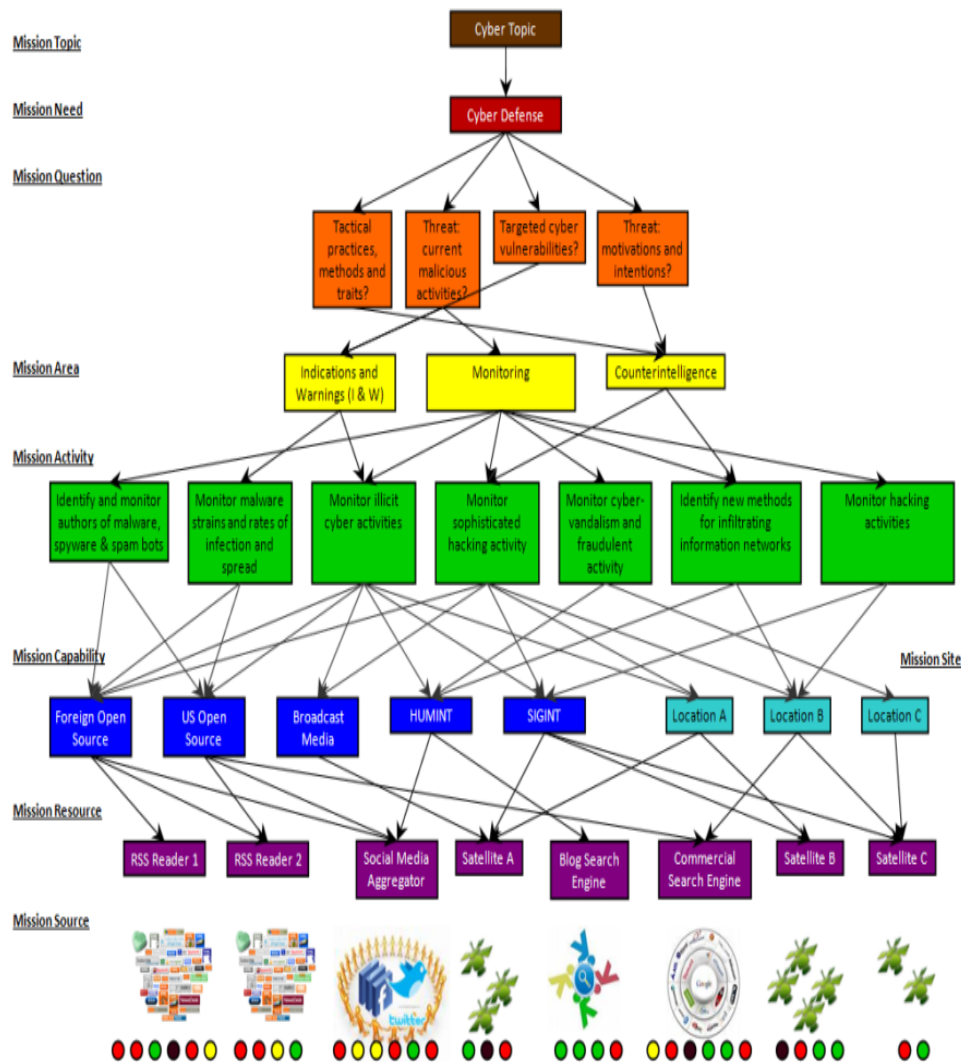 Mission Topic
Cyber Topic
Mission Need
Cyber Defense
Mission Question
Tactical
practices,
methods and
traits?
Threat:
current
malicious
activities?
Targeted cyber
vulnerabilities?
Threat:
motivations and
intentions?
Mission Area
Indications and
Warnings (I & W)
Monitoring
Counterintelligence
Mission Activity
Identify and monitor
authors of malware,
spyware & spam bots
Monitor malware
strains and rates of
infection and
spread
Monitor illicit
cyber activities
Monitor
sophisticated
hacking activity
Monitor cyber-
vandalism and
fraudulent
activity
Identify new methods
for infiltrating
information networks
Monitor hacking
activities
Mission Capability
Mission Site
Foreign Open
Source
US Open
Source
Broadcast
Media
HUMINT
SIGINT
Location A
Location B
Location C
Mission Resource
RSS Reader 1
RSS Reader 2
Social Media
Aggregator
Satellite A
Blog Search
Engine
Commercial
Search Engine
Satellite B
Satellite C
Mission Source
twitter
Google